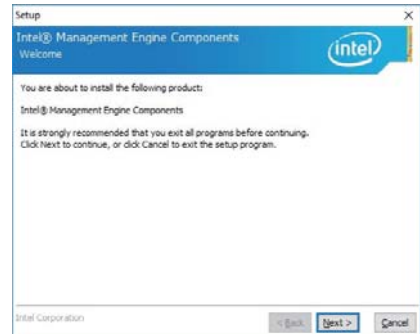 Setup
Intel® Management Engine Components
Welcome
intel
You are about to install the following product:
Intel® Management Engine Components
It is strongly recommended that you exit all programs before continuing.
Click Next to continue, or click Cancel to exit the setup program.
Intel Corporation
< Back
Next >
Cancel